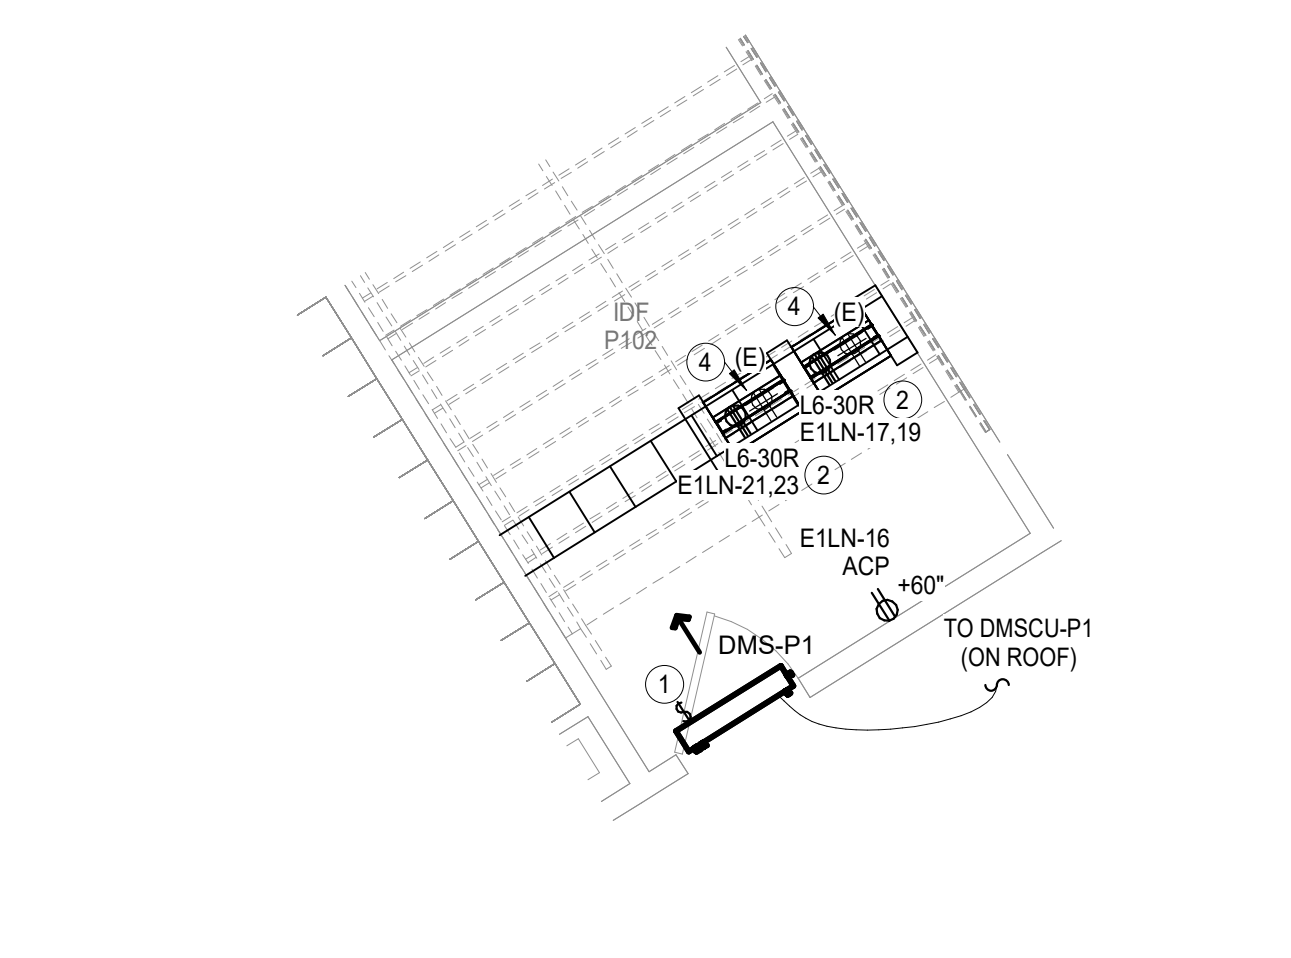 IDF
P102
4
(E)
4
(E)
L6-30R
2
E1LN-17,19
L6-30R
E1LN-21,23
2
E1LN-16
ACP
+60"
TO DMSCU-P1
(ON ROOF)
DMS-P1
1